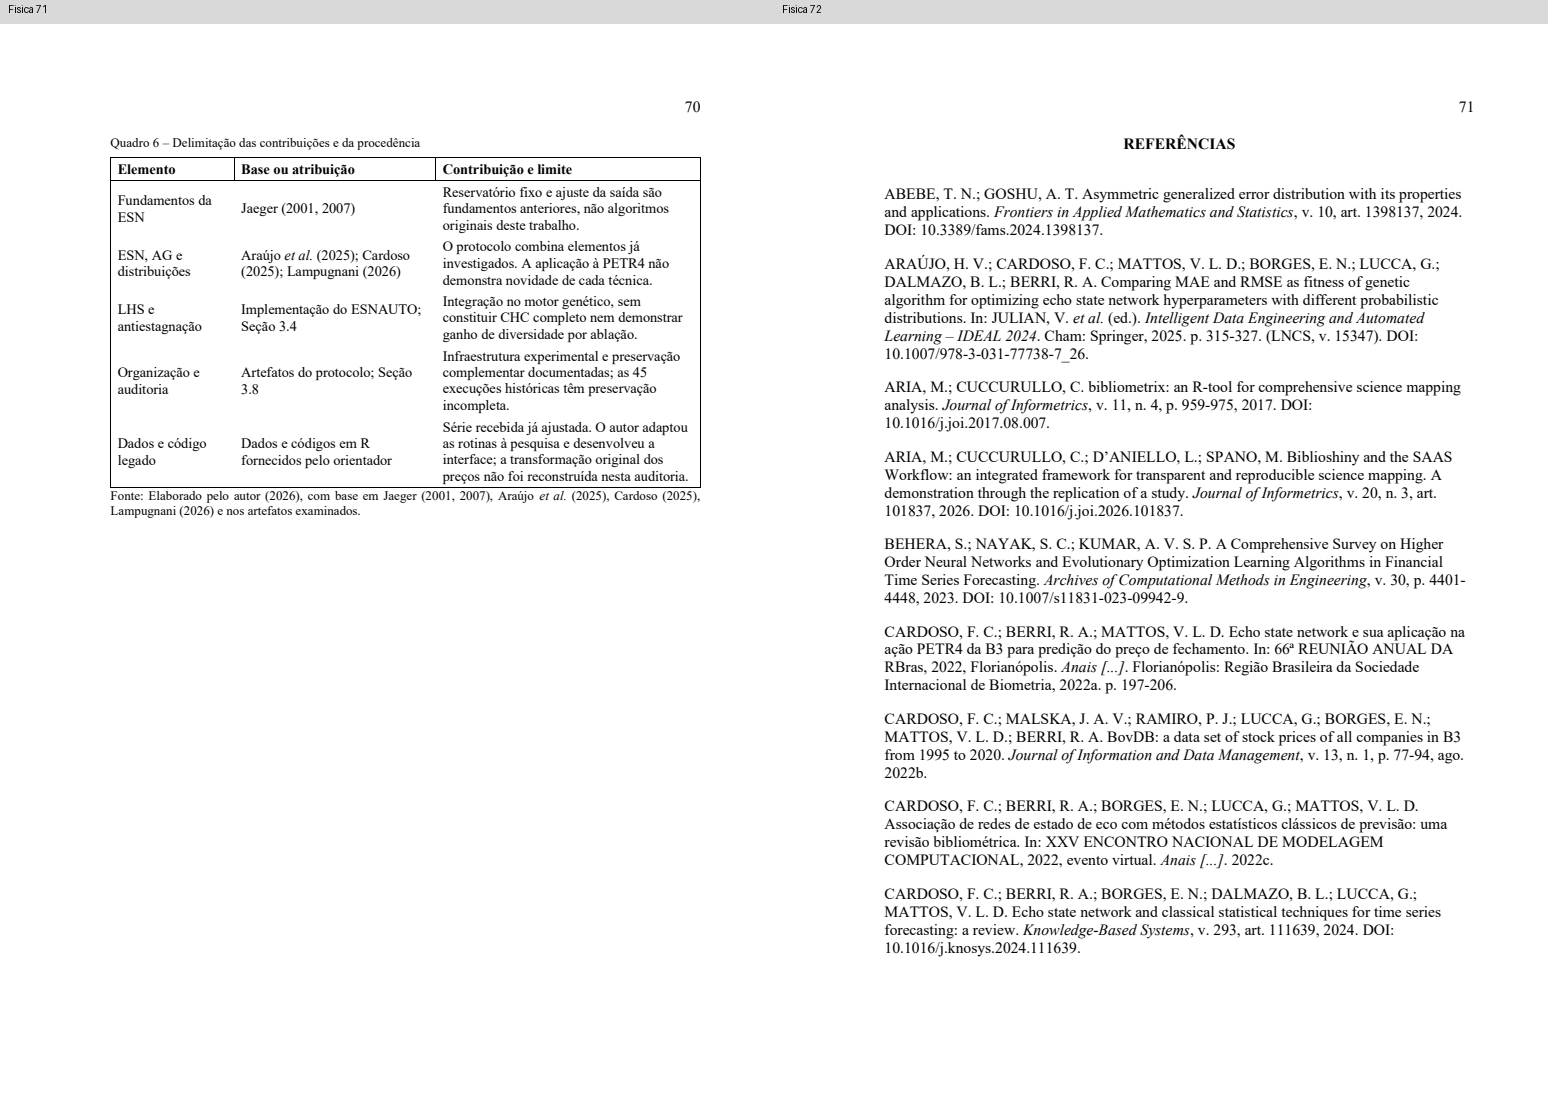 Fisica 71
70
Quadro 6 – Delimitação das contribuições e da procedência
Elemento Base ou atribuição Contribuição e limite
Fundamentos da
ESN
Jaeger (2001, 2007)
Reservatório fixo e ajuste da saída são
fundamentos anteriores, não algoritmos
originais deste trabalho.
ESN, AG e
distribuições
Araújo et al. (2025); Cardoso
(2025); Lampugnani (2026)
O protocolo combina elementos já
investigados. A aplicação à PETR4 não
demonstra novidade de cada técnica.
LHS e
antiestagnação
Implementação do ESNAUTO;
Seção 3.4
Integração no motor genético, sem
constituir CHC completo nem demonstrar
ganho de diversidade por ablação.
Organização e
auditoria
Artefatos do protocolo; Seção
3.8
Infraestrutura experimental e preservação
complementar documentadas; as 45
execuções históricas têm preservação
incompleta.
Dados e código
legado
Dados e códigos em R
fornecidos pelo orientador
Série recebida já ajustada. O autor adaptou
as rotinas à pesquisa e desenvolveu a
interface; a transformação original dos
preços não foi reconstruída nesta auditoria.
Fonte: Elaborado pelo autor (2026), com base em Jaeger (2001, 2007), Araújo et al. (2025), Cardoso (2025),
Lampugnani (2026) e nos artefatos examinados.
Fisica 72
71
REFERÊNCIAS
ABEBE, T. N.; GOSHU, A. T. Asymmetric generalized error distribution with its properties
and applications. Frontiers in Applied Mathematics and Statistics, v. 10, art. 1398137, 2024.
DOI: 10.3389/fams.2024.1398137.
ARAÚJO, H. V.; CARDOSO, F. C.; MATTOS, V. L. D.; BORGES, E. N.; LUCCA, G.;
DALMAZO, B. L.; BERRI, R. A. Comparing MAE and RMSE as fitness of genetic
algorithm for optimizing echo state network hyperparameters with different probabilistic
distributions. In: JULIAN, V. et al. (ed.). Intelligent Data Engineering and Automated
Learning – IDEAL 2024. Cham: Springer, 2025. p. 315-327. (LNCS, v. 15347). DOI:
10.1007/978-3-031-77738-7_26.
ARIA, M.; CUCCURULLO, C. bibliometrix: an R-tool for comprehensive science mapping
analysis. Journal of Informetrics, v. 11, n. 4, p. 959-975, 2017. DOI:
10.1016/j.joi.2017.08.007.
ARIA, M.; CUCCURULLO, C.; D’ANIELLO, L.; SPANO, M. Biblioshiny and the SAAS
Workflow: an integrated framework for transparent and reproducible science mapping. A
demonstration through the replication of a study. Journal of Informetrics, v. 20, n. 3, art.
101837, 2026. DOI: 10.1016/j.joi.2026.101837.
BEHERA, S.; NAYAK, S. C.; KUMAR, A. V. S. P. A Comprehensive Survey on Higher
Order Neural Networks and Evolutionary Optimization Learning Algorithms in Financial
Time Series Forecasting. Archives of Computational Methods in Engineering, v. 30, p. 4401-
4448, 2023. DOI: 10.1007/s11831-023-09942-9.
CARDOSO, F. C.; BERRI, R. A.; MATTOS, V. L. D. Echo state network e sua aplicação na
ação PETR4 da B3 para predição do preço de fechamento. In: 66ª REUNIÃO ANUAL DA
RBras, 2022, Florianópolis. Anais [...]. Florianópolis: Região Brasileira da Sociedade
Internacional de Biometria, 2022a. p. 197-206.
CARDOSO, F. C.; MALSKA, J. A. V.; RAMIRO, P. J.; LUCCA, G.; BORGES, E. N.;
MATTOS, V. L. D.; BERRI, R. A. BovDB: a data set of stock prices of all companies in B3
from 1995 to 2020. Journal of Information and Data Management, v. 13, n. 1, p. 77-94, ago.
2022b.
CARDOSO, F. C.; BERRI, R. A.; BORGES, E. N.; LUCCA, G.; MATTOS, V. L. D.
Associação de redes de estado de eco com métodos estatísticos clássicos de previsão: uma
revisão bibliométrica. In: XXV ENCONTRO NACIONAL DE MODELAGEM
COMPUTACIONAL, 2022, evento virtual. Anais [...]. 2022c.
CARDOSO, F. C.; BERRI, R. A.; BORGES, E. N.; DALMAZO, B. L.; LUCCA, G.;
MATTOS, V. L. D. Echo state network and classical statistical techniques for time series
forecasting: a review. Knowledge-Based Systems, v. 293, art. 111639, 2024. DOI:
10.1016/j.knosys.2024.111639.